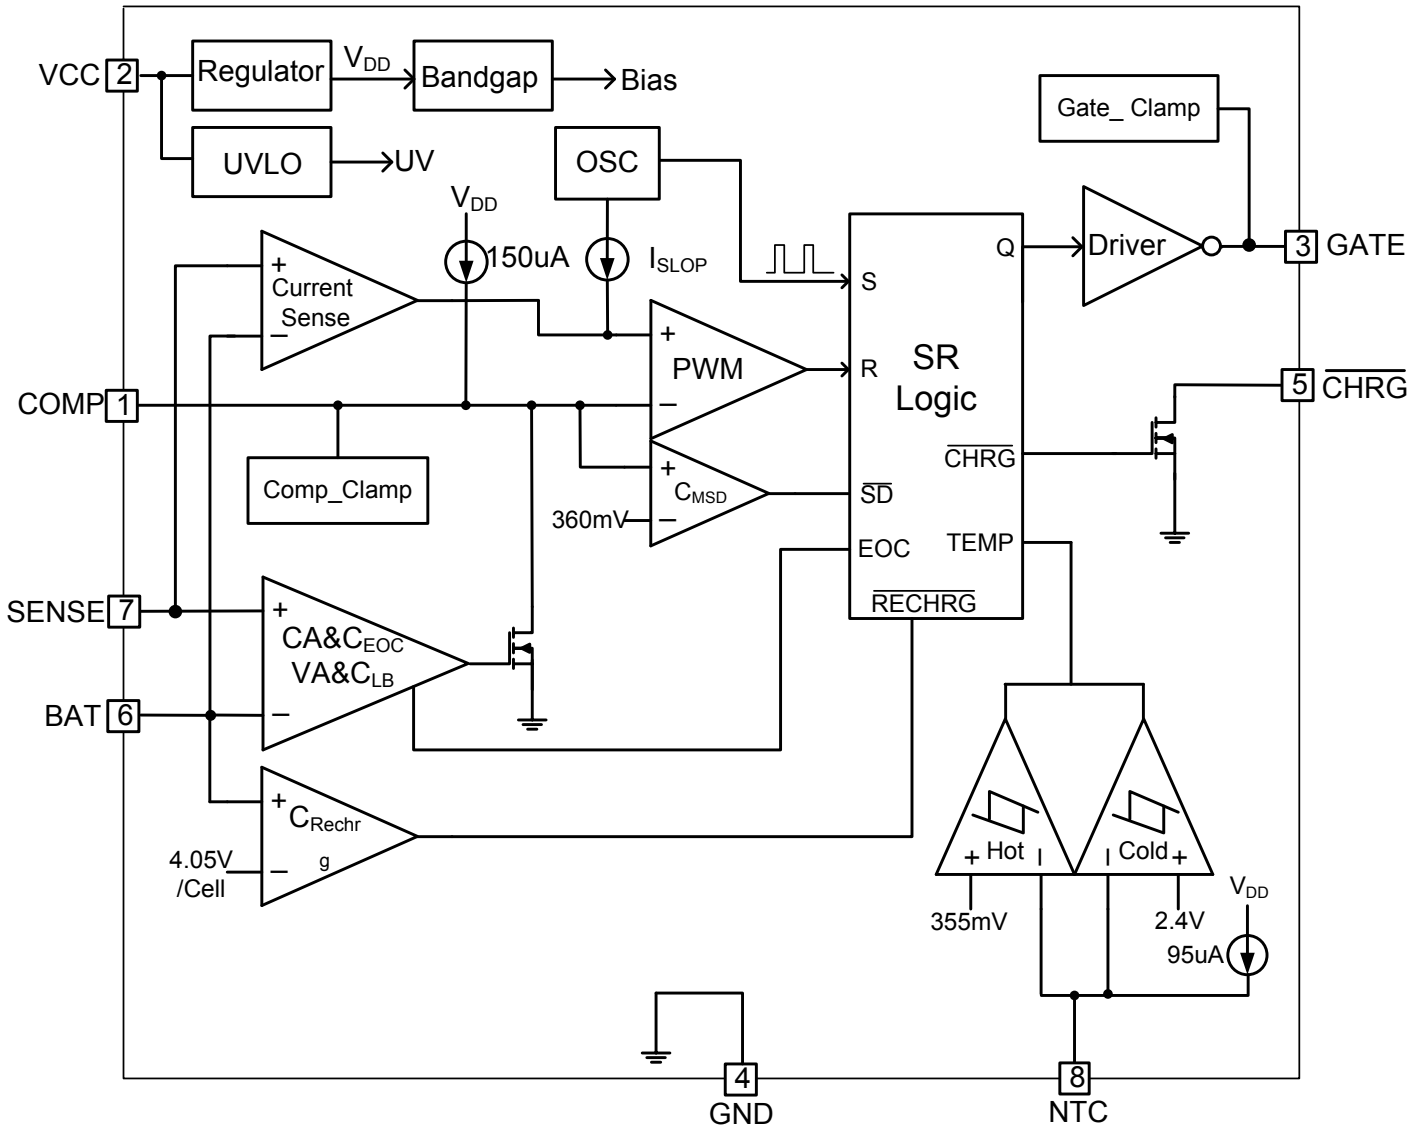 VCC 2
Regulator
VDD
Bandgap
Bias
UVLO
UV
OSC
Gate_ Clamp
VDD
150uA
ISLOP
+
Current
Sense
−
S
Q
Driver
3 GATE
+
PWM
−
R
SR
Logic
COMP 1
5 CHRG
Comp_Clamp
+
CMSD
360mV
−
CHRG
SD
EOC
TEMP
RECHRG
SENSE 7
+
CA&CEOC
VA&CLB
−
BAT 6
+
CRechr
g
4.05V
/Cell
−
+ Hot −
− Cold +
355mV
2.4V
VDD
95uA
4
GND
8
NTC